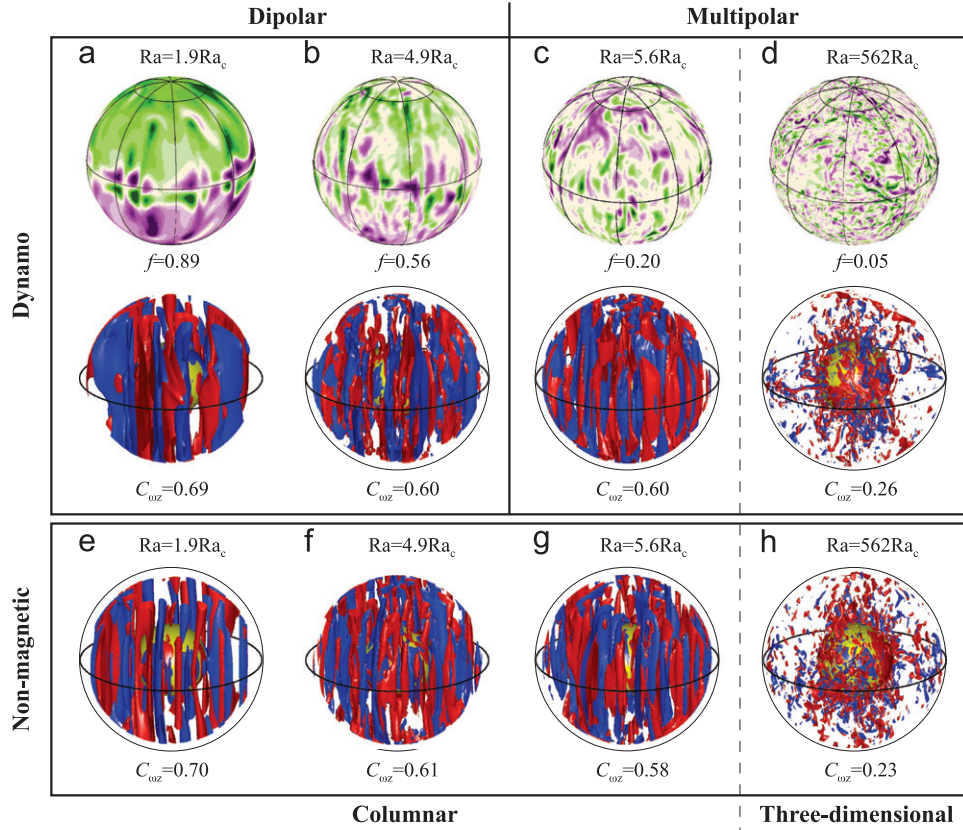 Dipolar Multipolar
a b c d
Ra=1.9Ra_c Ra=4.9Ra_c Ra=5.6Ra_c Ra=562Ra_c
f=0.89 f=0.56 f=0.20 f=0.05
Dynamo
C_ωz=0.69 C_ωz=0.60 C_ωz=0.60 C_ωz=0.26
e f g h
Ra=1.9Ra_c Ra=4.9Ra_c Ra=5.6Ra_c Ra=562Ra_c
Non-magnetic
C_ωz=0.70 C_ωz=0.61 C_ωz=0.58 C_ωz=0.23
Columnar Three-dimensional